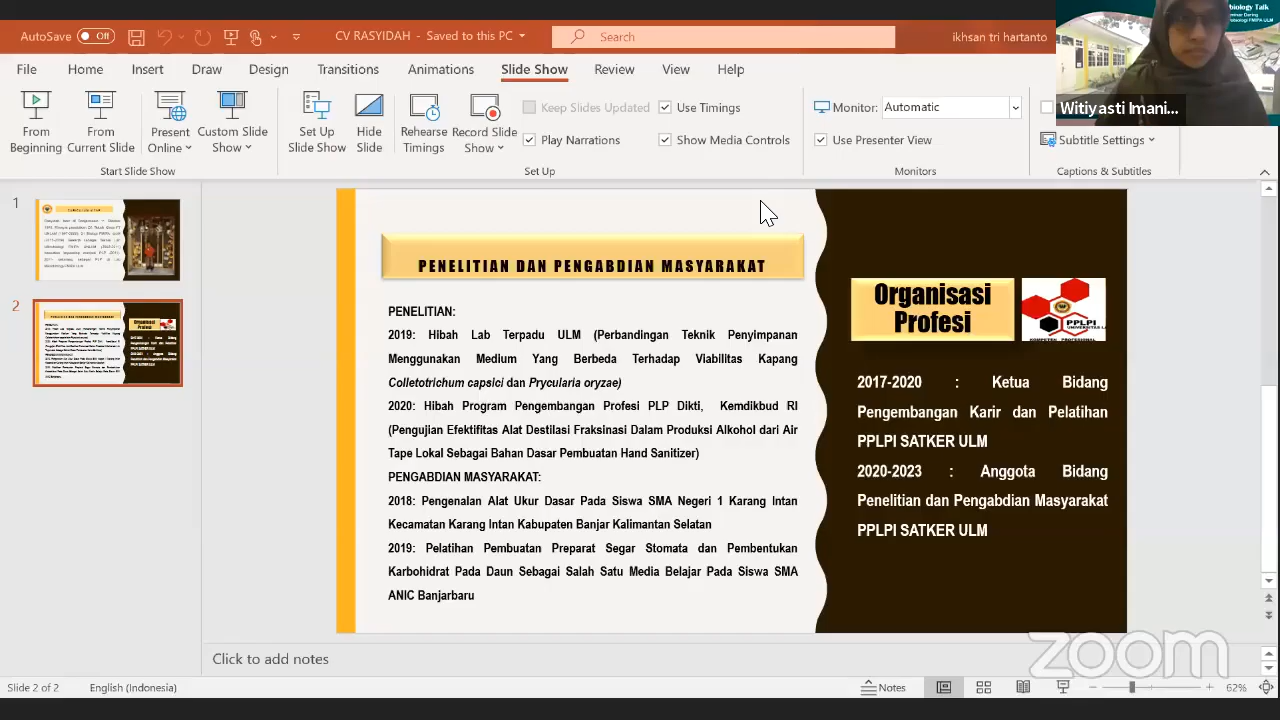 AutoSave Off
CV RASYIDAH - Saved to this PC
Search
ikhsan tri hartanto
biology Talk
Witiyasti Imani...
File Home Insert Draw Design Transitions Animations Slide Show Review View Help
From Beginning
From Current Slide
Present Online
Custom Slide Show
Set Up Slide Show
Hide Slide
Rehearse Timings
Record Slide Show
Keep Slides Updated
Use Timings
Play Narrations
Show Media Controls
Monitor: Automatic
Use Presenter View
Subtitle Settings
Start Slide Show
Set Up
Monitors
Captions & Subtitles
1
2
PENELITIAN DAN PENGABDIAN MASYARAKAT
PENELITIAN:
2019: Hibah Lab Terpadu ULM (Perbandingan Teknik Penyimpanan
Menggunakan Medium Yang Berbeda Terhadap Viabilitas Kapang
Colletotrichum capsici dan Prycularia oryzae)
2020: Hibah Program Pengembangan Profesi PLP Dikti, Kemdikbud RI
(Pengujian Efektifitas Alat Destilasi Fraksinasi Dalam Produksi Alkohol dari Air
Tape Lokal Sebagai Bahan Dasar Pembuatan Hand Sanitizer)
PENGABDIAN MASYARAKAT:
2018: Pengenalan Alat Ukur Dasar Pada Siswa SMA Negeri 1 Karang Intan
Kecamatan Karang Intan Kabupaten Banjar Kalimantan Selatan
2019: Pelatihan Pembuatan Preparat Segar Stomata dan Pembentukan
Karbohidrat Pada Daun Sebagai Salah Satu Media Belajar Pada Siswa SMA
ANIC Banjarbaru
Organisasi
Profesi
PPLPI
2017-2020 : Ketua Bidang
Pengembangan Karir dan Pelatihan
PPLPI SATKER ULM
2020-2023 : Anggota Bidang
Penelitian dan Pengabdian Masyarakat
PPLPI SATKER ULM
Click to add notes
zoom
Slide 2 of 2
English (Indonesia)
Notes
62%